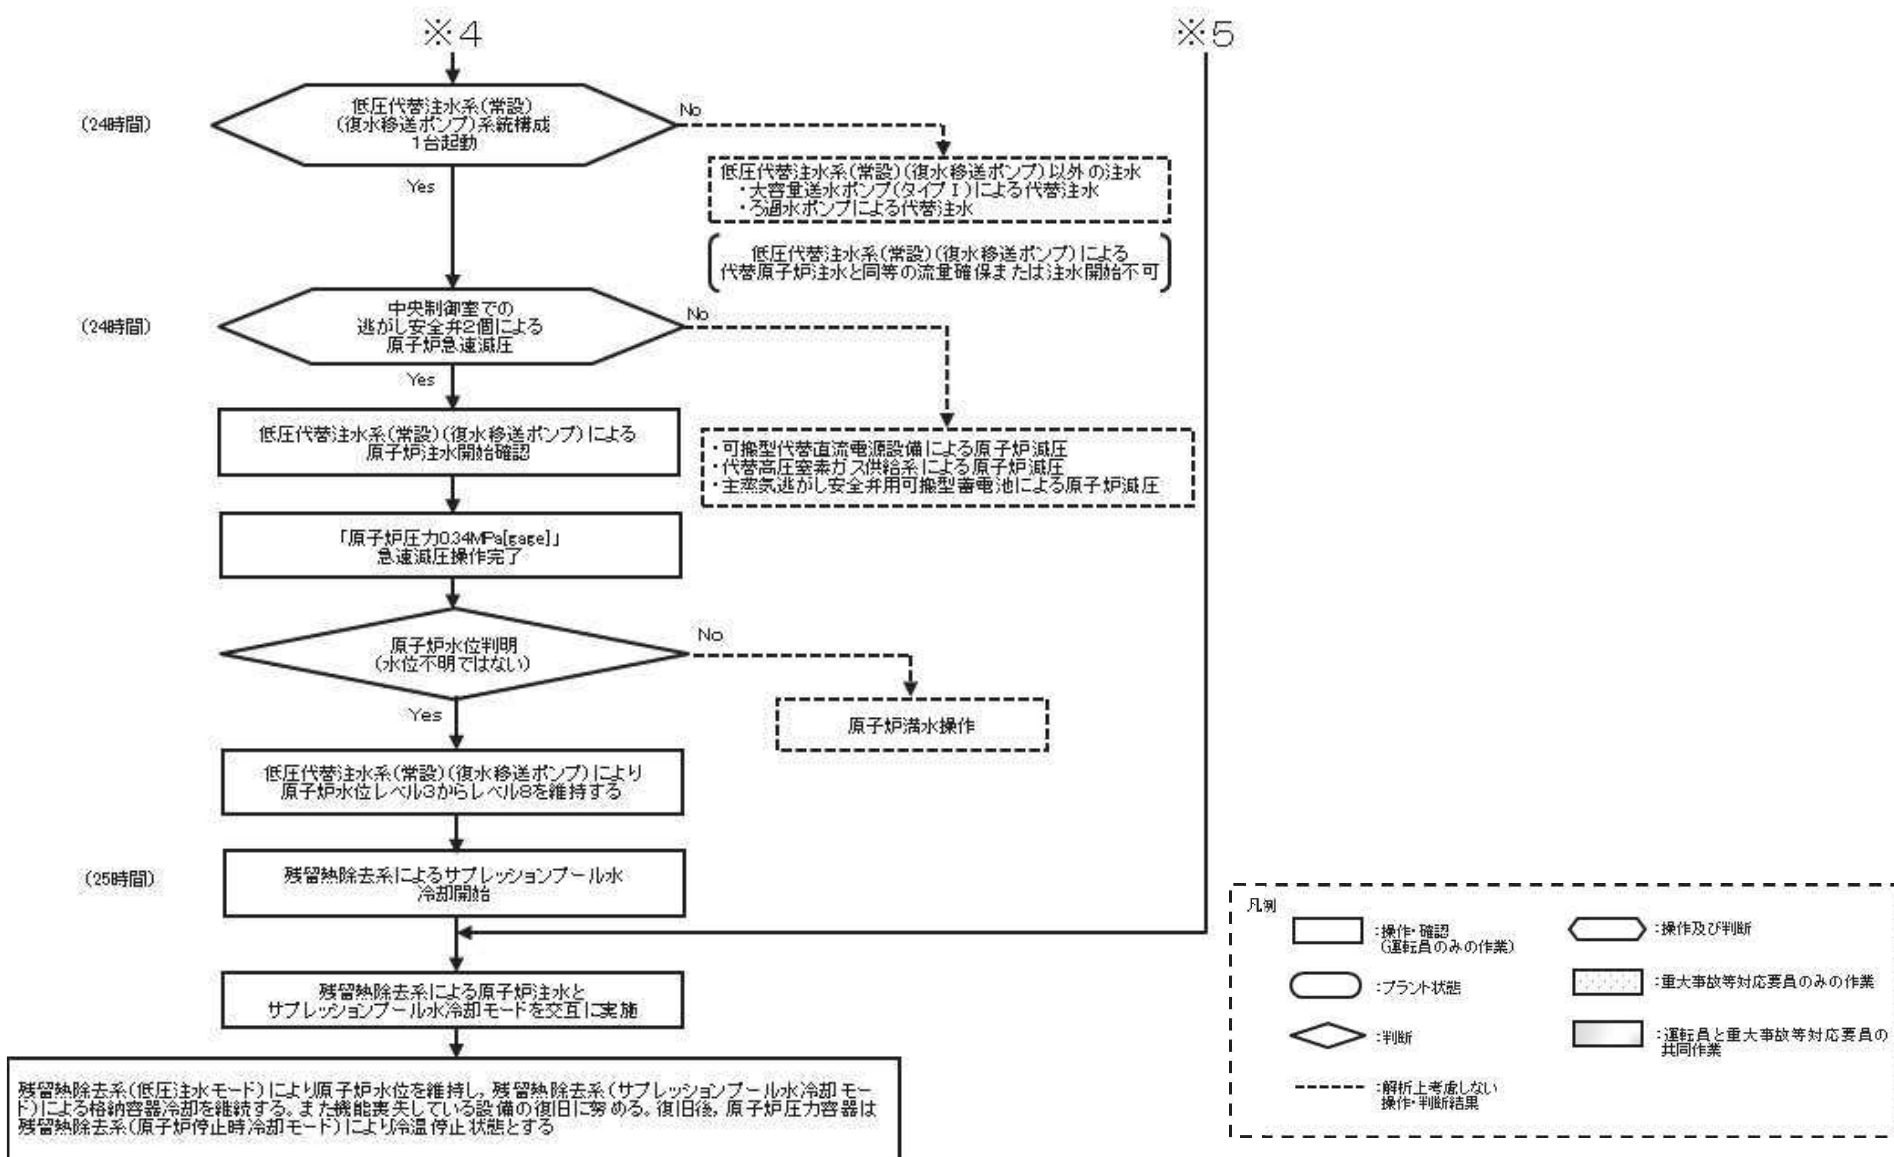 ※4
※5
(24時間)
低圧代替注水系(常設)
(復水移送ポンプ)系統構成
1台起動
No
Yes
低圧代替注水系(常設)(復水移送ポンプ)以外の注水
・大容量送水ポンプ(タイプⅠ)による代替注水
・ろ過水ポンプによる代替注水
低圧代替注水系(常設)(復水移送ポンプ)による
代替原子炉注水と同等の流量確保または注水開始不可
(24時間)
中央制御室での
逃がし安全弁2個による
原子炉急速減圧
No
Yes
低圧代替注水系(常設)(復水移送ポンプ)による
原子炉注水開始確認
・可搬型代替直流電源設備による原子炉減圧
・代替高圧窒素ガス供給系による原子炉減圧
・主蒸気逃がし安全弁用可搬型蓄電池による原子炉減圧
「原子炉圧力0.34MPa[gage]」
急速減圧操作完了
原子炉水位判明
(水位不明ではない)
No
Yes
原子炉満水操作
低圧代替注水系(常設)(復水移送ポンプ)により
原子炉水位レベル3からレベル8を維持する
(25時間)
残留熱除去系によるサプレッションプール水
冷却開始
残留熱除去系による原子炉注水と
サプレッションプール水冷却モードを交互に実施
残留熱除去系(低圧注水モード)により原子炉水位を維持し，残留熱除去系(サプレッションプール水冷却モー
ド)による格納容器冷却を継続する。また機能喪失している設備の復旧に努める。復旧後，原子炉圧力容器は
残留熱除去系(原子炉停止時冷却モード)により冷温停止状態とする
凡例
:操作・確認
(運転員のみの作業)
:操作及び判断
:プラント状態
:重大事故等対応要員のみの作業
:判断
:運転員と重大事故等対応要員の
共同作業
:解析上考慮しない
操作・判断結果